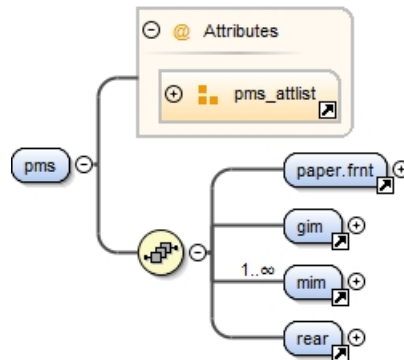 @ Attributes
pms_attlist
pms
paper.frnt
gim
1..∞
mim
rear